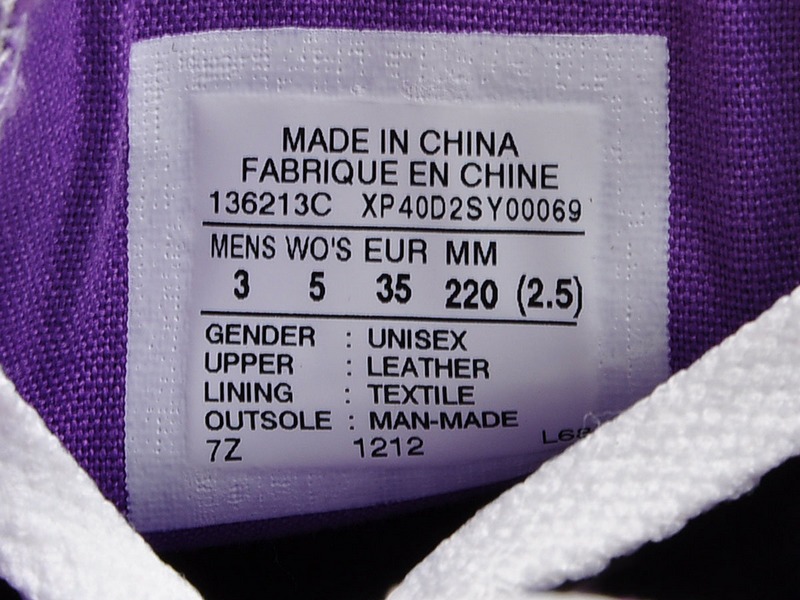 MADE IN CHINA
FABRIQUE EN CHINE
136213C XP40D2SY00069
MENS WO'S EUR MM
3 5 35 220 (2.5)
GENDER : UNISEX
UPPER : LEATHER
LINING : TEXTILE
OUTSOLE : MAN-MADE
7Z 1212